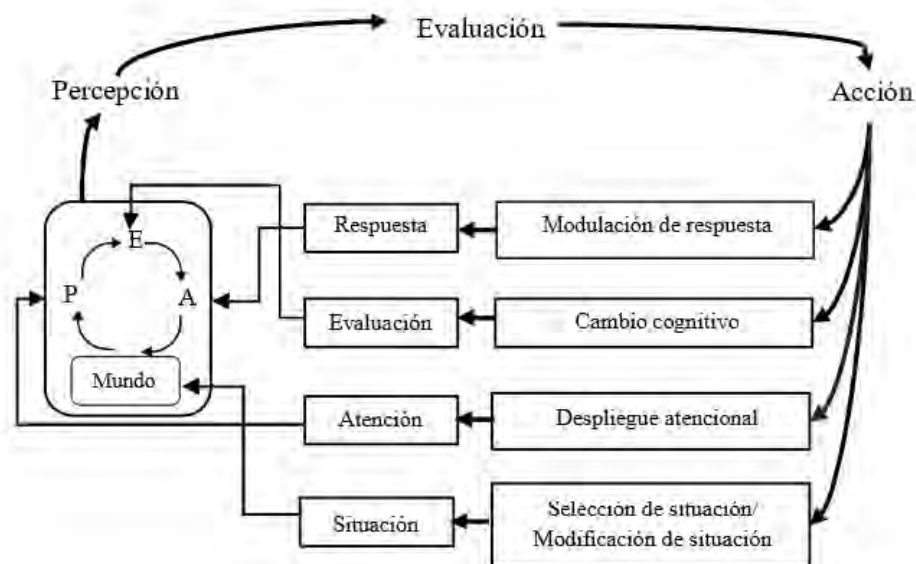 Evaluación
Percepción
Acción
E
P
A
Mundo
Respuesta
Modulación de respuesta
Evaluación
Cambio cognitivo
Atención
Despliegue atencional
Situación
Selección de situación/
Modificación de situación